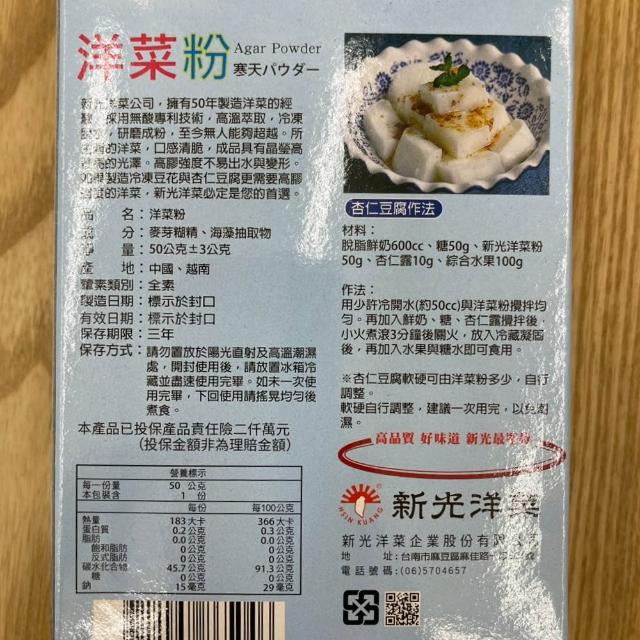 洋菜粉
Agar Powder
寒天パウダー
新光洋菜公司，擁有50年製造洋菜的經
採用無酸專利技術，高溫萃取，冷凍
研磨成粉，至今無人能夠超越。所
的洋菜，口感清脆，成品具有晶瑩高
的光澤。高膠強度不易出水與變形。
製造冷凍豆花與杏仁豆腐更需要高膠
的洋菜，新光洋菜必定是您的首選。
品 名：洋菜粉
成 分：麥芽糊精、海藻抽取物
淨 量：50公克±3公克
產 地：中國、越南
葷素類別：全素
製造日期：標示於封口
有效日期：標示於封口
保存期限：三年
保存方式：請勿置放於陽光直射及高溫潮濕
處，開封使用後，請放置冰箱冷
藏並盡速使用完畢。如未一次使
用完畢，下回使用請搖晃均勻後
煮食。
本產品已投保產品責任險二仟萬元
(投保金額非為理賠金額)
營養標示
每一份量 50 公克
本包裝含 1 份
每份 每100公克
熱量 183 大卡 366 大卡
蛋白質 0.2 公克 0.3 公克
脂肪 0.0 公克 0.0 公克
飽和脂肪 0.0 公克 0.0 公克
反式脂肪 0.0 公克 0.0 公克
碳水化合物 45.7 公克 91.3 公克
糖 0 公克 0 公克
鈉 15 毫克 29 毫克
杏仁豆腐作法
材料：
脫脂鮮奶600cc、糖50g、新光洋菜粉
50g、杏仁露10g、綜合水果100g
作法：
用少許冷開水(約50cc)與洋菜粉攪拌均
勻。再加入鮮奶、糖、杏仁露攪拌後，
小火煮滾3分鐘後關火，放入冷藏凝固
後，再加入水果與糖水即可食用。
※杏仁豆腐軟硬可由洋菜粉多少，自行
調整。
軟硬自行調整，建議一次用完，以免潮
濕。
高品質 好味道 新光最
HSIN KUANG
新光洋菜
新光洋菜企業股份有限
地 址：台南市麻豆區麻佳路
電話號碼：(06)5704657